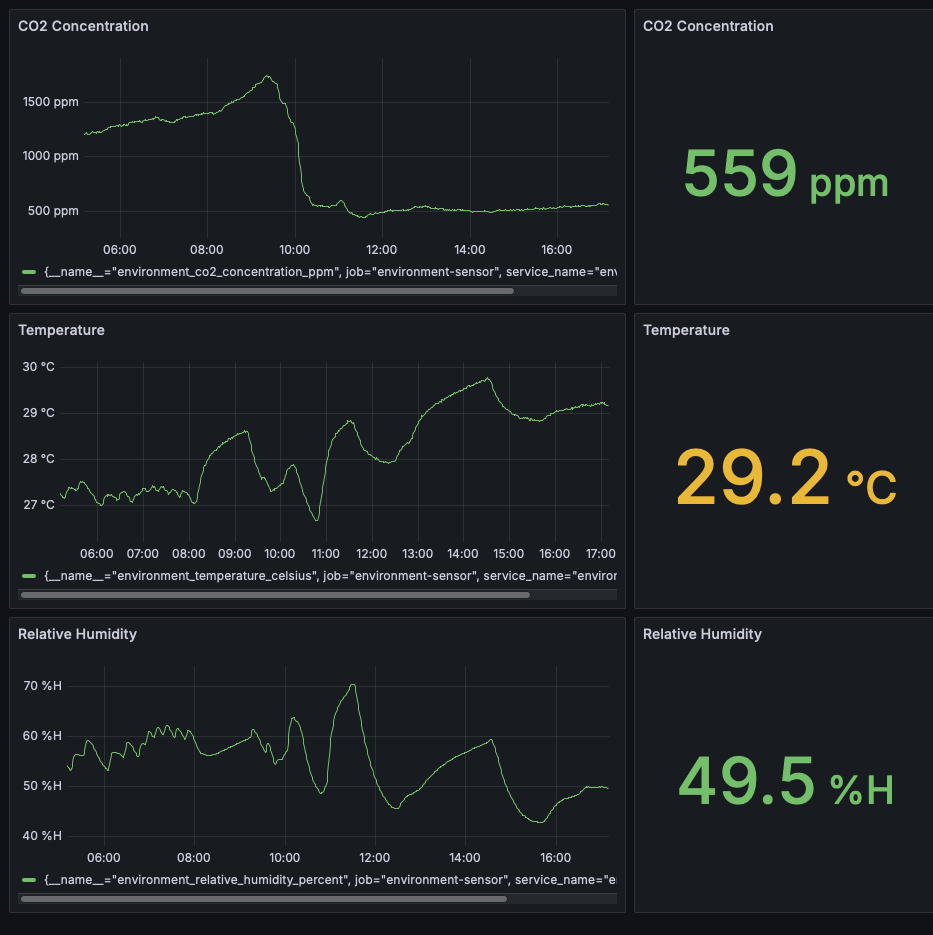 CO2 Concentration
1500 ppm
1000 ppm
500 ppm
06:00 08:00 10:00 12:00 14:00 16:00
{__name__="environment_co2_concentration_ppm", job="environment-sensor", service_name="env
CO2 Concentration
559 ppm
Temperature
30 °C
29 °C
28 °C
27 °C
06:00 07:00 08:00 09:00 10:00 11:00 12:00 13:00 14:00 15:00 16:00 17:00
{__name__="environment_temperature_celsius", job="environment-sensor", service_name="environ
Temperature
29.2 °C
Relative Humidity
70 %H
60 %H
50 %H
40 %H
06:00 08:00 10:00 12:00 14:00 16:00
{__name__="environment_relative_humidity_percent", job="environment-sensor", service_name="e
Relative Humidity
49.5 %H